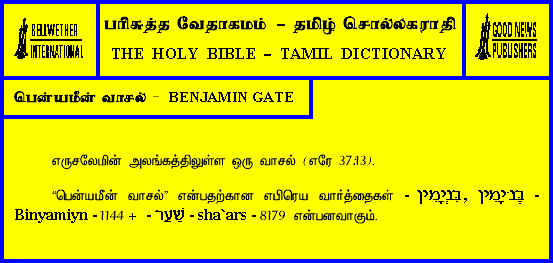 BELLWETHER
INTERNATIONAL
பரிசுத்த வேதாகமம் – தமிழ் சொல்லகராதி
THE HOLY BIBLE – TAMIL DICTIONARY
GOOD NEWS
PUBLISHERS
பென்யமீன் வாசல் – BENJAMIN GATE
எருசலேமின் அலங்கத்திலுள்ள ஒரு வாசல் (எரே 37:13).
“பென்யமீன் வாசல்” என்பதற்கான எபிரெய வார்த்தைகள் - בִּנְיָמִין, בִּנְיָמִין -
Binyamiyn - 1144 + - שַׁעַר - sha`ars - 8179 என்பனவாகும்.